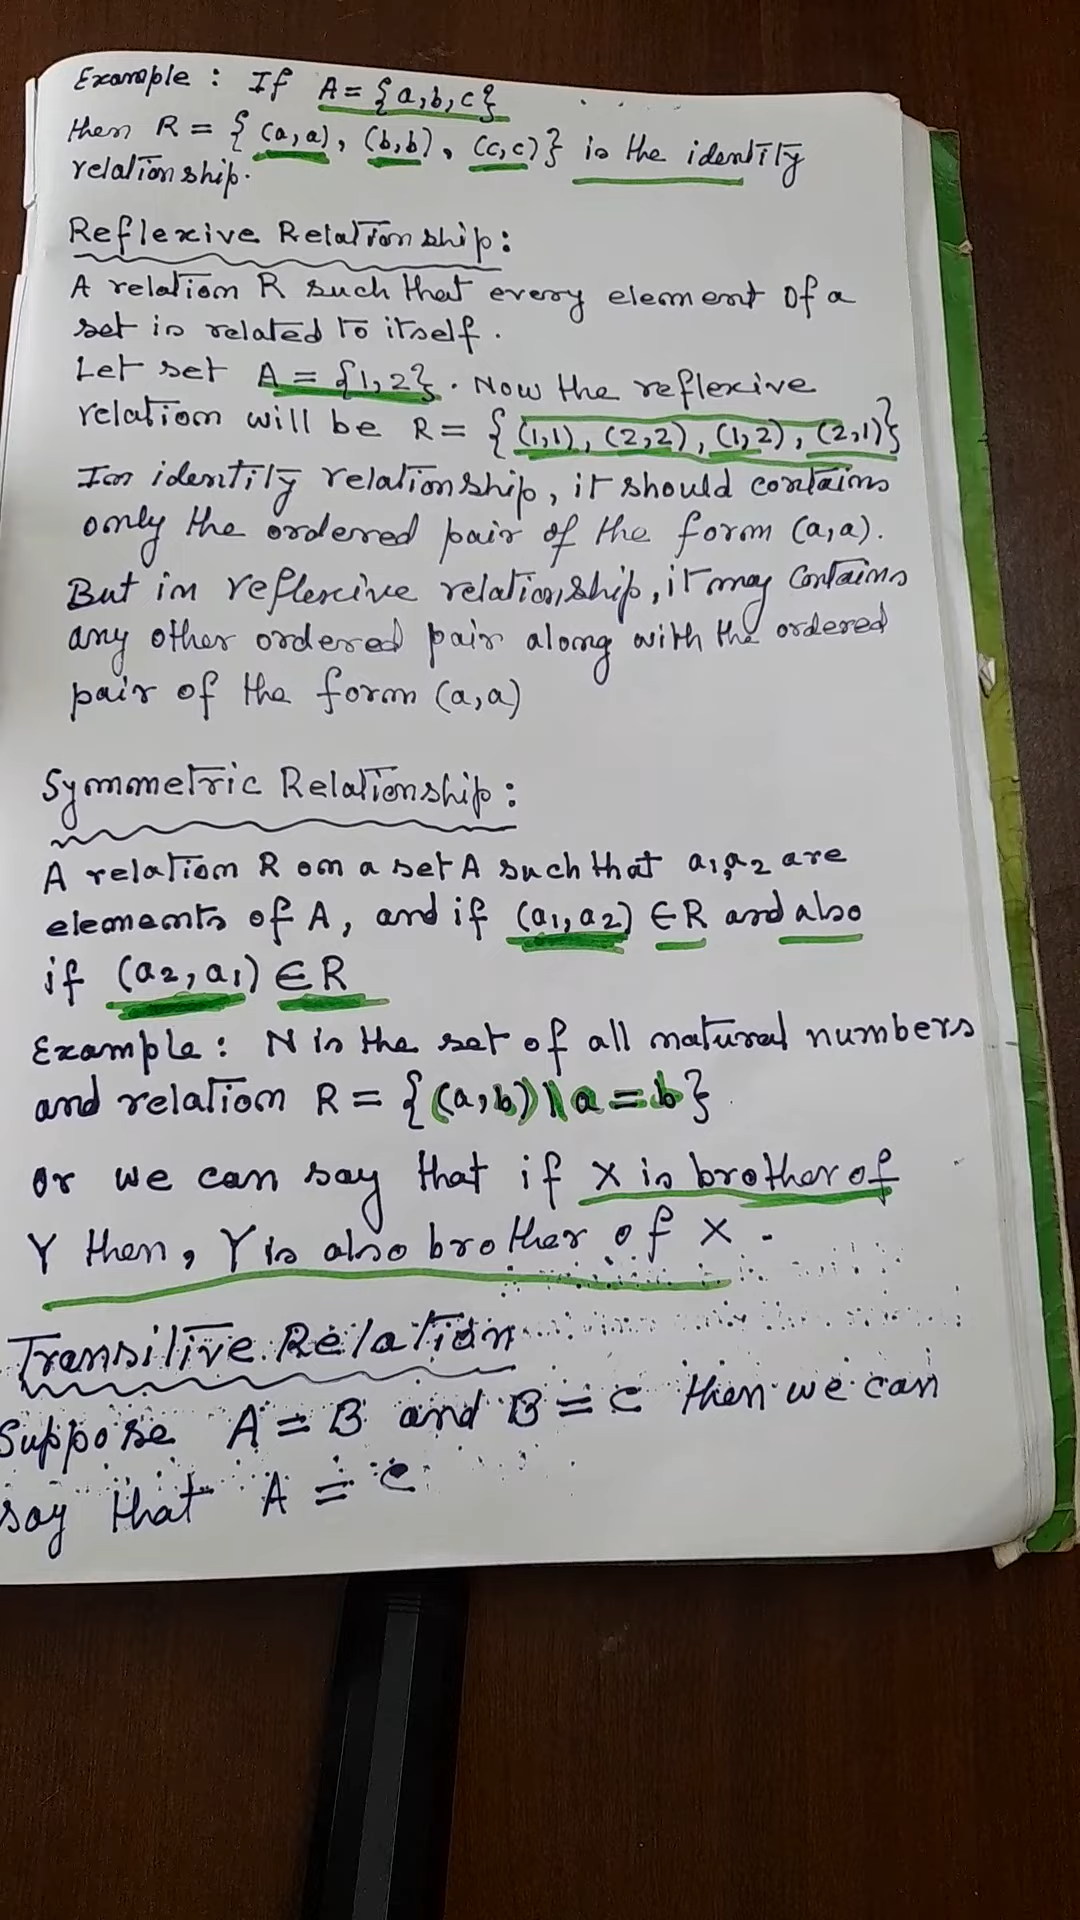 Example : If A = {a,b,c}
then R = { (a,a), (b,b), (c,c)} is the identity
relationship.
Reflexive Relationship:
A relation R such that every element of a
set is related to itself.
Let set A = {1,2}. Now the reflexive
relation will be R = { (1,1), (2,2), (1,2), (2,1)}
In identity relationship, it should contains
only the ordered pair of the form (a,a).
But in reflexive relationship, it may contains
any other ordered pair along with the ordered
pair of the form (a,a)
Symmetric Relationship:
A relation R on a set A such that a1,a2 are
elements of A, and if (a1,a2) ∈ R and also
if (a2,a1) ∈ R
Example: N is the set of all natural numbers
and relation R = {(a,b) | a = b}
or we can say that if X is brother of
Y then, Y is also brother of X.
Transitive Relation
Suppose A = B and B = C then we can
say that A = C